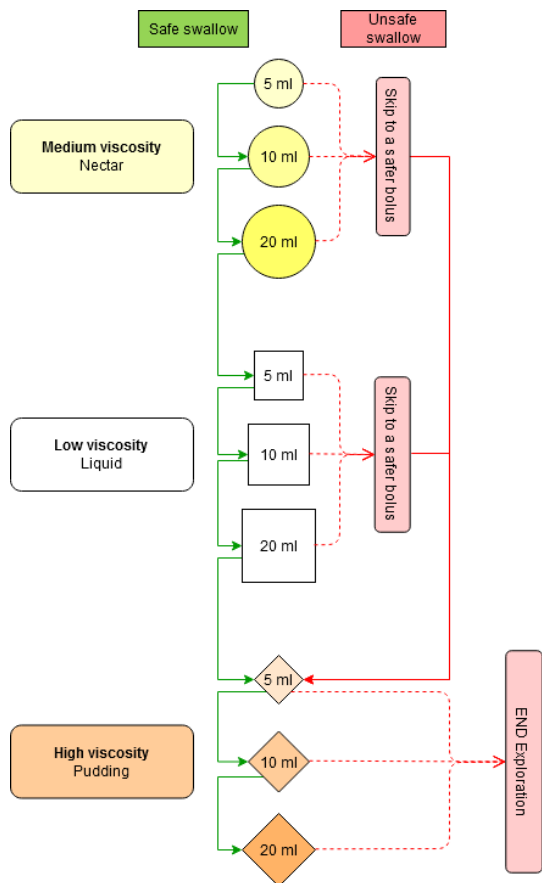 Safe swallow
Unsafe
swallow
5 ml
Medium viscosity
Nectar
10 ml
20 ml
Skip to a safer bolus
5 ml
Low viscosity
Liquid
10 ml
20 ml
Skip to a safer bolus
5 ml
High viscosity
Pudding
10 ml
20 ml
END Exploration